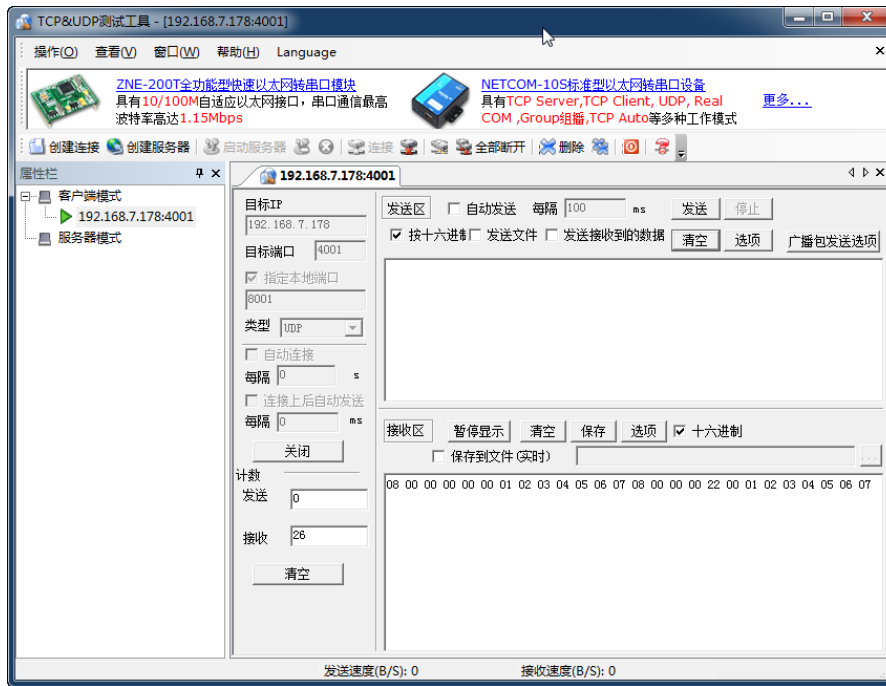 TCP&UDP测试工具 - [192.168.7.178:4001]
操作(O) 查看(V) 窗口(W) 帮助(H) Language
ZNE-200T全功能型快速以太网转串口模块
具有10/100M自适应以太网接口，串口通信最高
波特率高达1.15Mbps
NETCOM-10S标准型以太网转串口设备
具有TCP Server,TCP Client, UDP, Real
COM ,Group组播,TCP Auto等多种工作模式
更多...
创建连接 创建服务器 启动服务器 连接 全部断开 删除
属性栏
客户端模式
192.168.7.178:4001
服务器模式
192.168.7.178:4001
目标IP
192.168.7.178
目标端口 4001
指定本地端口
8001
类型 UDP
自动连接
每隔 0 s
连接上后自动发送
每隔 0 ms
关闭
计数
发送 0
接收 26
清空
发送区 自动发送 每隔 100 ms 发送 停止
按十六进制 发送文件 发送接收到的数据 清空 选项 广播包发送选项
接收区 暂停显示 清空 保存 选项 十六进制
保存到文件(实时) ...
08 00 00 00 00 00 01 02 03 04 05 06 07 08 00 00 00 22 00 01 02 03 04 05 06 07
发送速度(B/S): 0 接收速度(B/S): 0